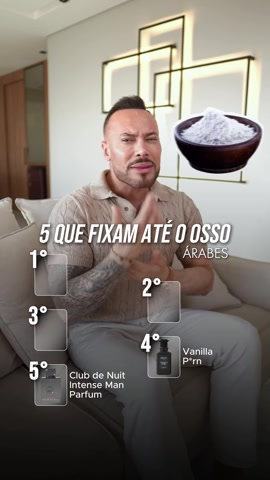 5 QUE FIXAM ATÉ O OSSO
ÁRABES
1°
2°
3°
4°
Vanilla
P*rn
5°
Club de Nuit
Intense Man
Parfum